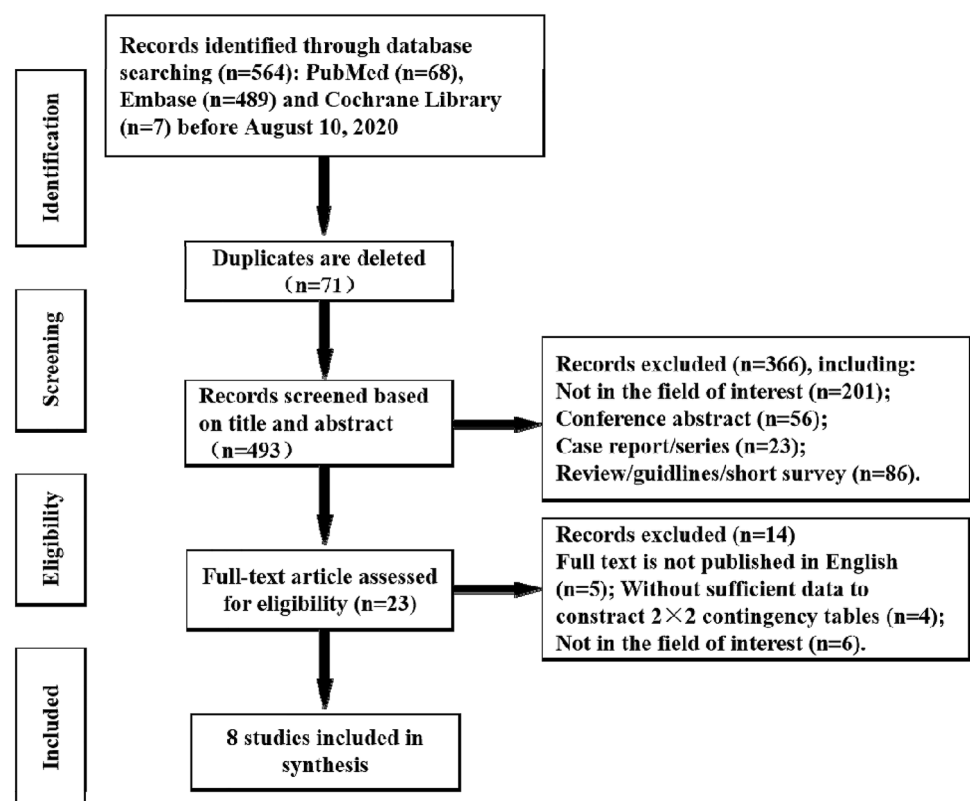 Records identified through database
searching (n=564): PubMed (n=68),
Embase (n=489) and Cochrane Library
(n=7) before August 10, 2020
Identification
Duplicates are deleted
（n=71）
Screening
Records screened based
on title and abstract
（n=493）
Records excluded (n=366), including:
Not in the field of interest (n=201);
Conference abstract (n=56);
Case report/series (n=23);
Review/guidlines/short survey (n=86).
Eligibility
Full-text article assessed
for eligibility (n=23)
Records excluded (n=14)
Full text is not published in English
(n=5); Without sufficient data to
constract 2×2 contingency tables (n=4);
Not in the field of interest (n=6).
Included
8 studies included in
synthesis